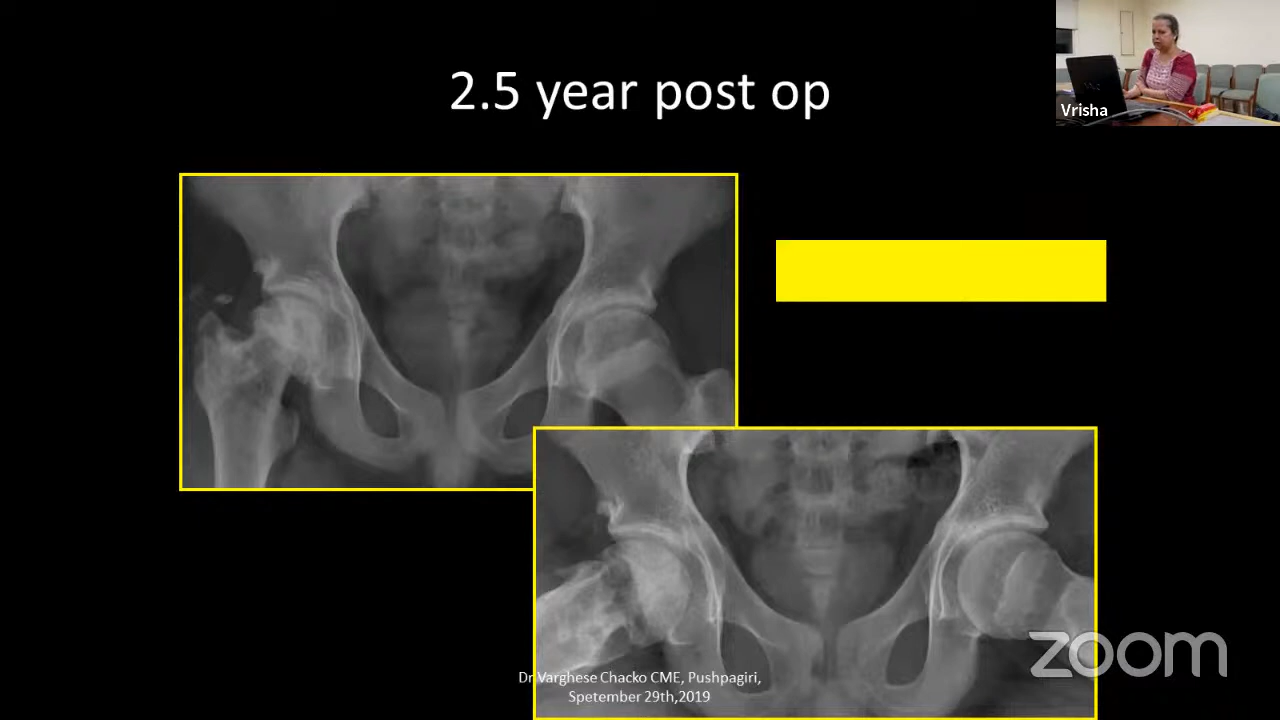 2.5 year post op
Vrisha
zoom
Dr Varghese Chacko CME, Pushpagiri,
Spetember 29th,2019